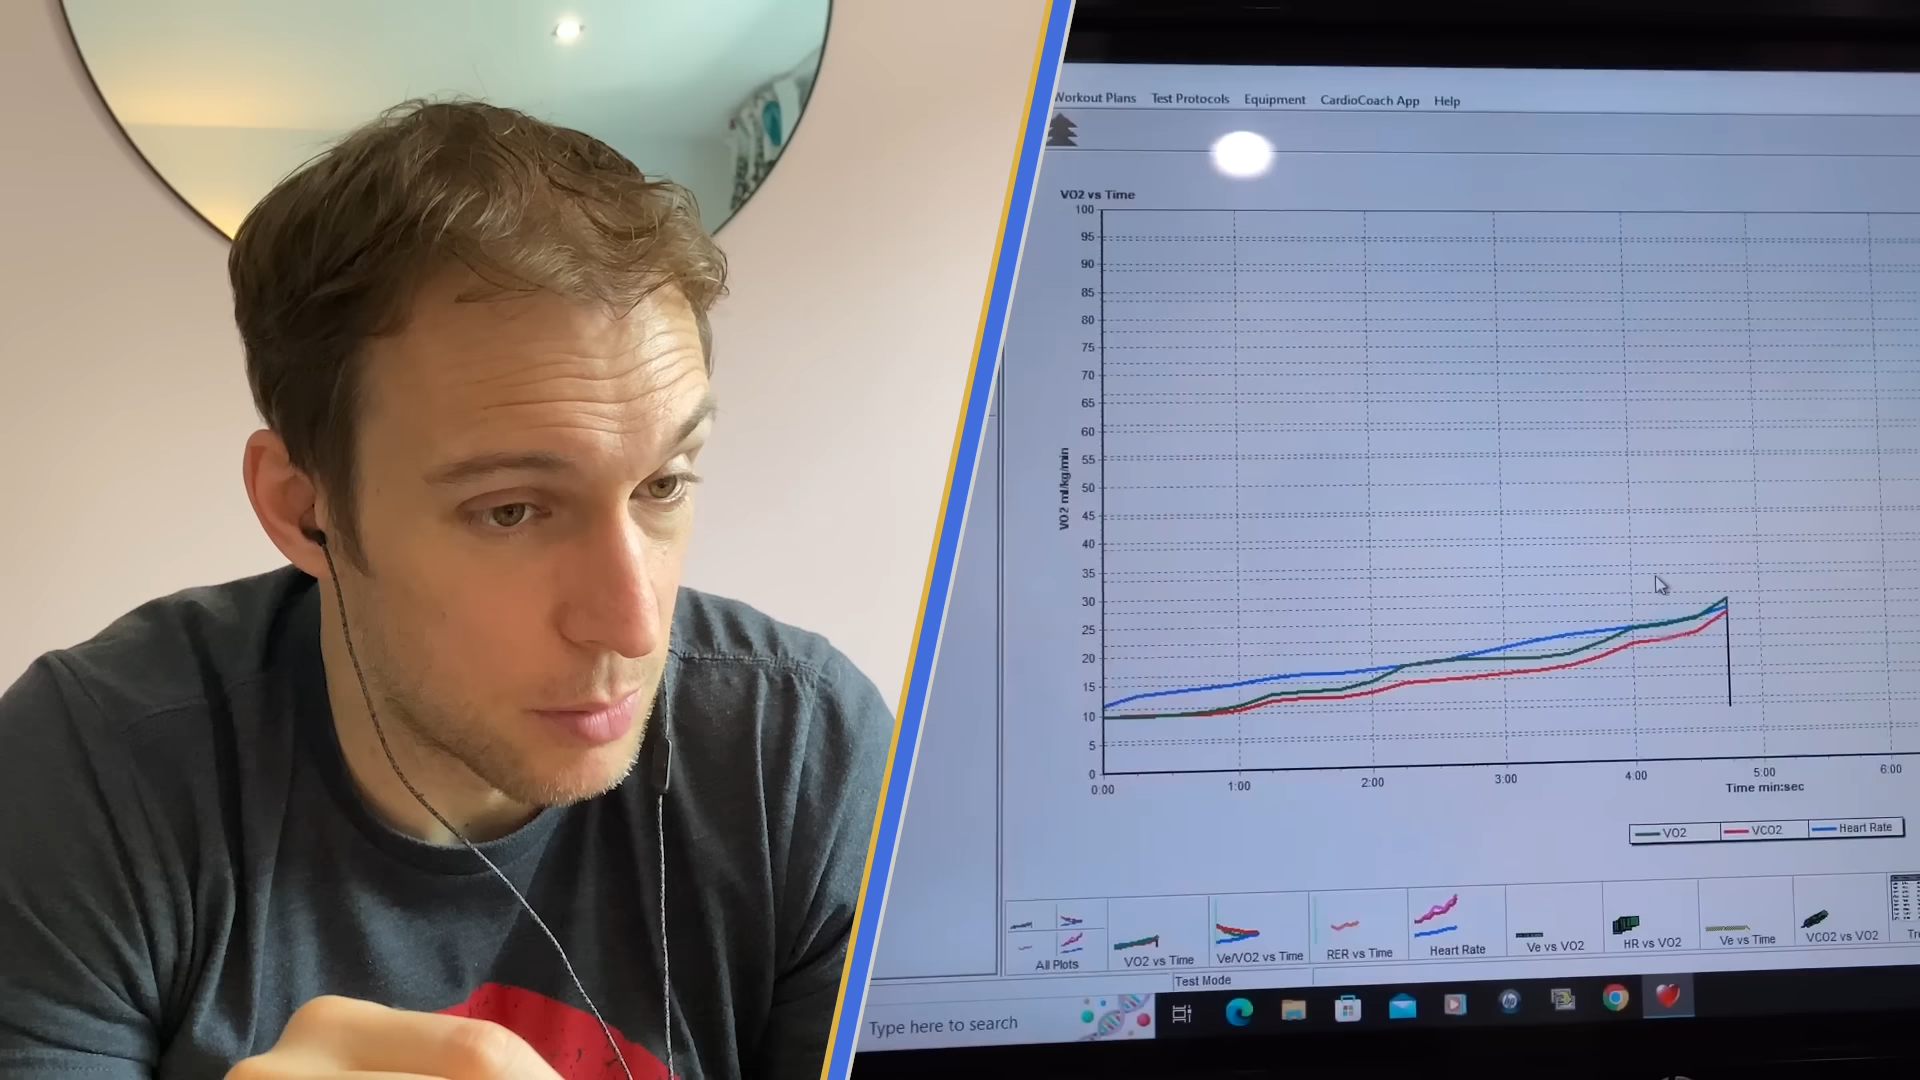 Workout Plans Test Protocols Equipment CardioCoach App Help
VO2 vs Time
100
95
90
85
80
75
70
65
60
55
50
45
40
35
30
25
20
15
10
5
0
VO2 ml/kg/min
0:00 1:00 2:00 3:00 4:00 5:00 6:00
Time min:sec
VO2 VCO2 Heart Rate
All Plots VO2 vs Time Ve/VO2 vs Time RER vs Time Heart Rate Ve vs VO2 HR vs VO2 Ve vs Time VCO2 vs VO2
Test Mode
Type here to search